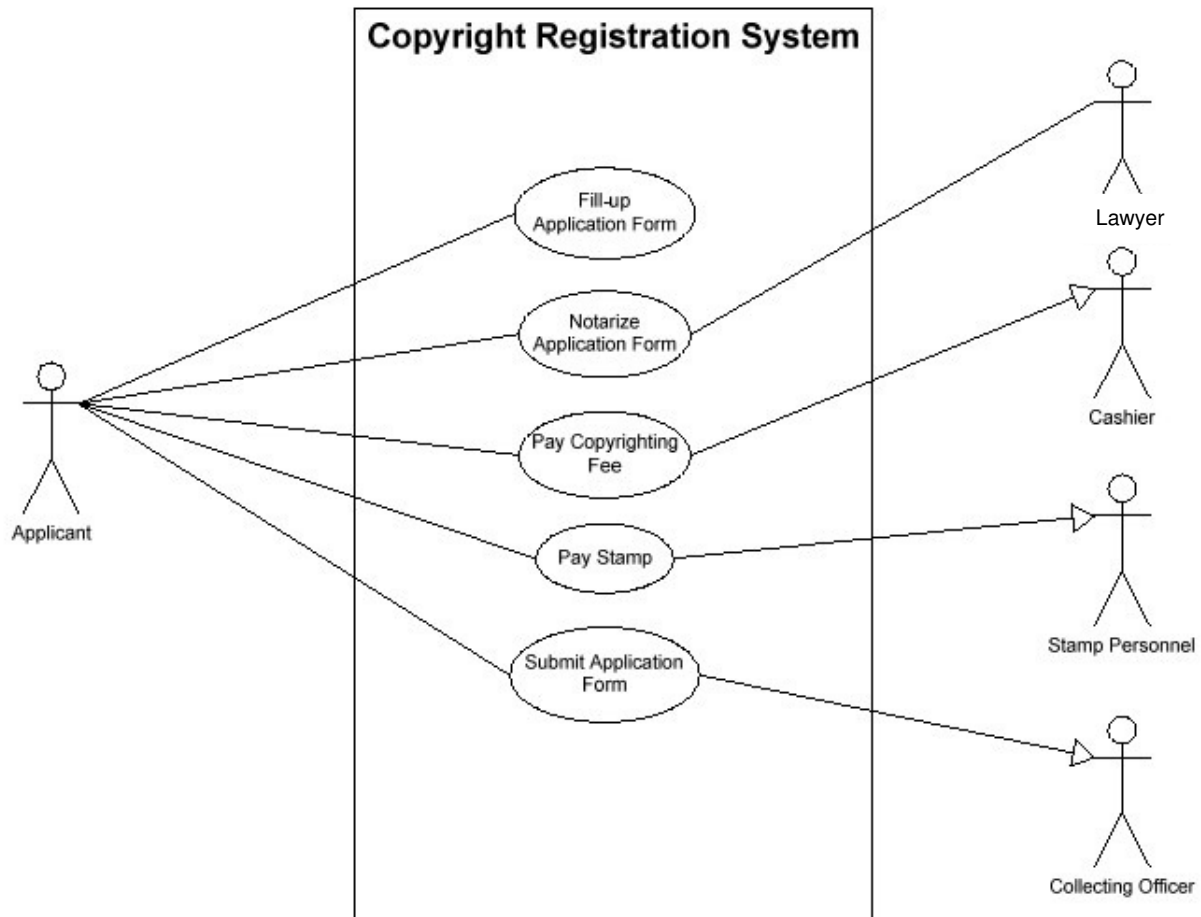 Copyright Registration System
Lawyer
Fill-up
Application Form
Notarize
Application Form
Cashier
Pay Copyrighting
Fee
Applicant
Pay Stamp
Stamp Personnel
Submit Application
Form
Collecting Officer